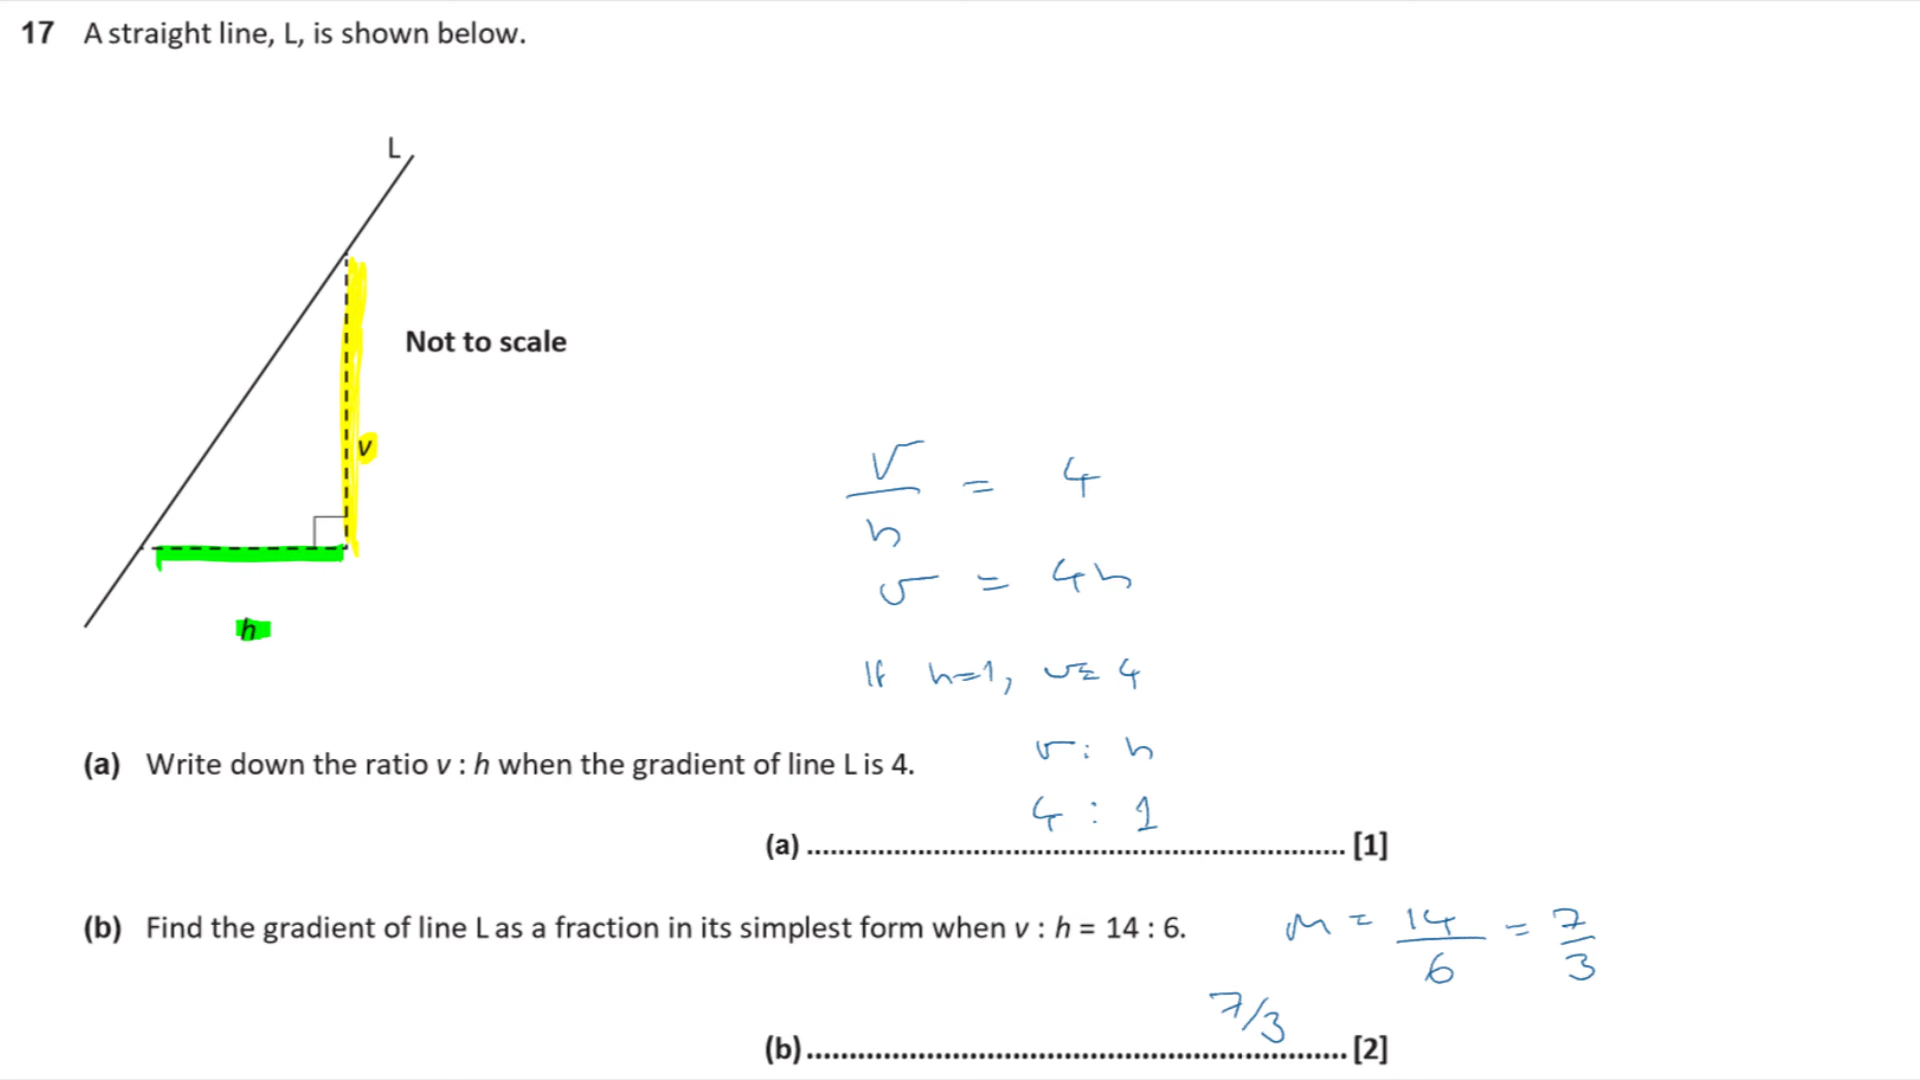 17 A straight line, L, is shown below.
L
Not to scale
v
h
v/h = 4
v = 4h
If h=1, v= 4
v : h
(a) Write down the ratio v : h when the gradient of line L is 4.
4 : 1
(a) ........................................................................ [1]
(b) Find the gradient of line L as a fraction in its simplest form when v : h = 14 : 6.
M = 14/6 = 7/3
7/3
(b) ........................................................................ [2]